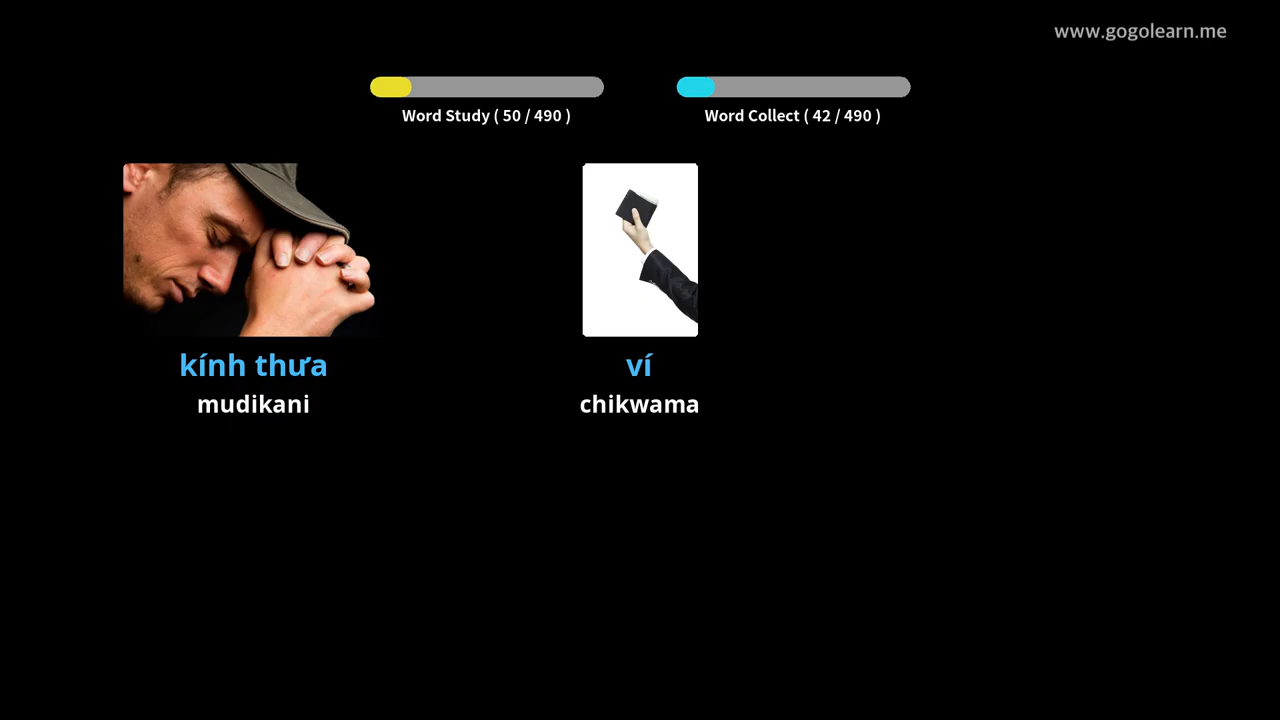 www.gogolearn.me
Word Study ( 50 / 490 )
Word Collect ( 42 / 490 )
kính thưa
mudikani
ví
chikwama